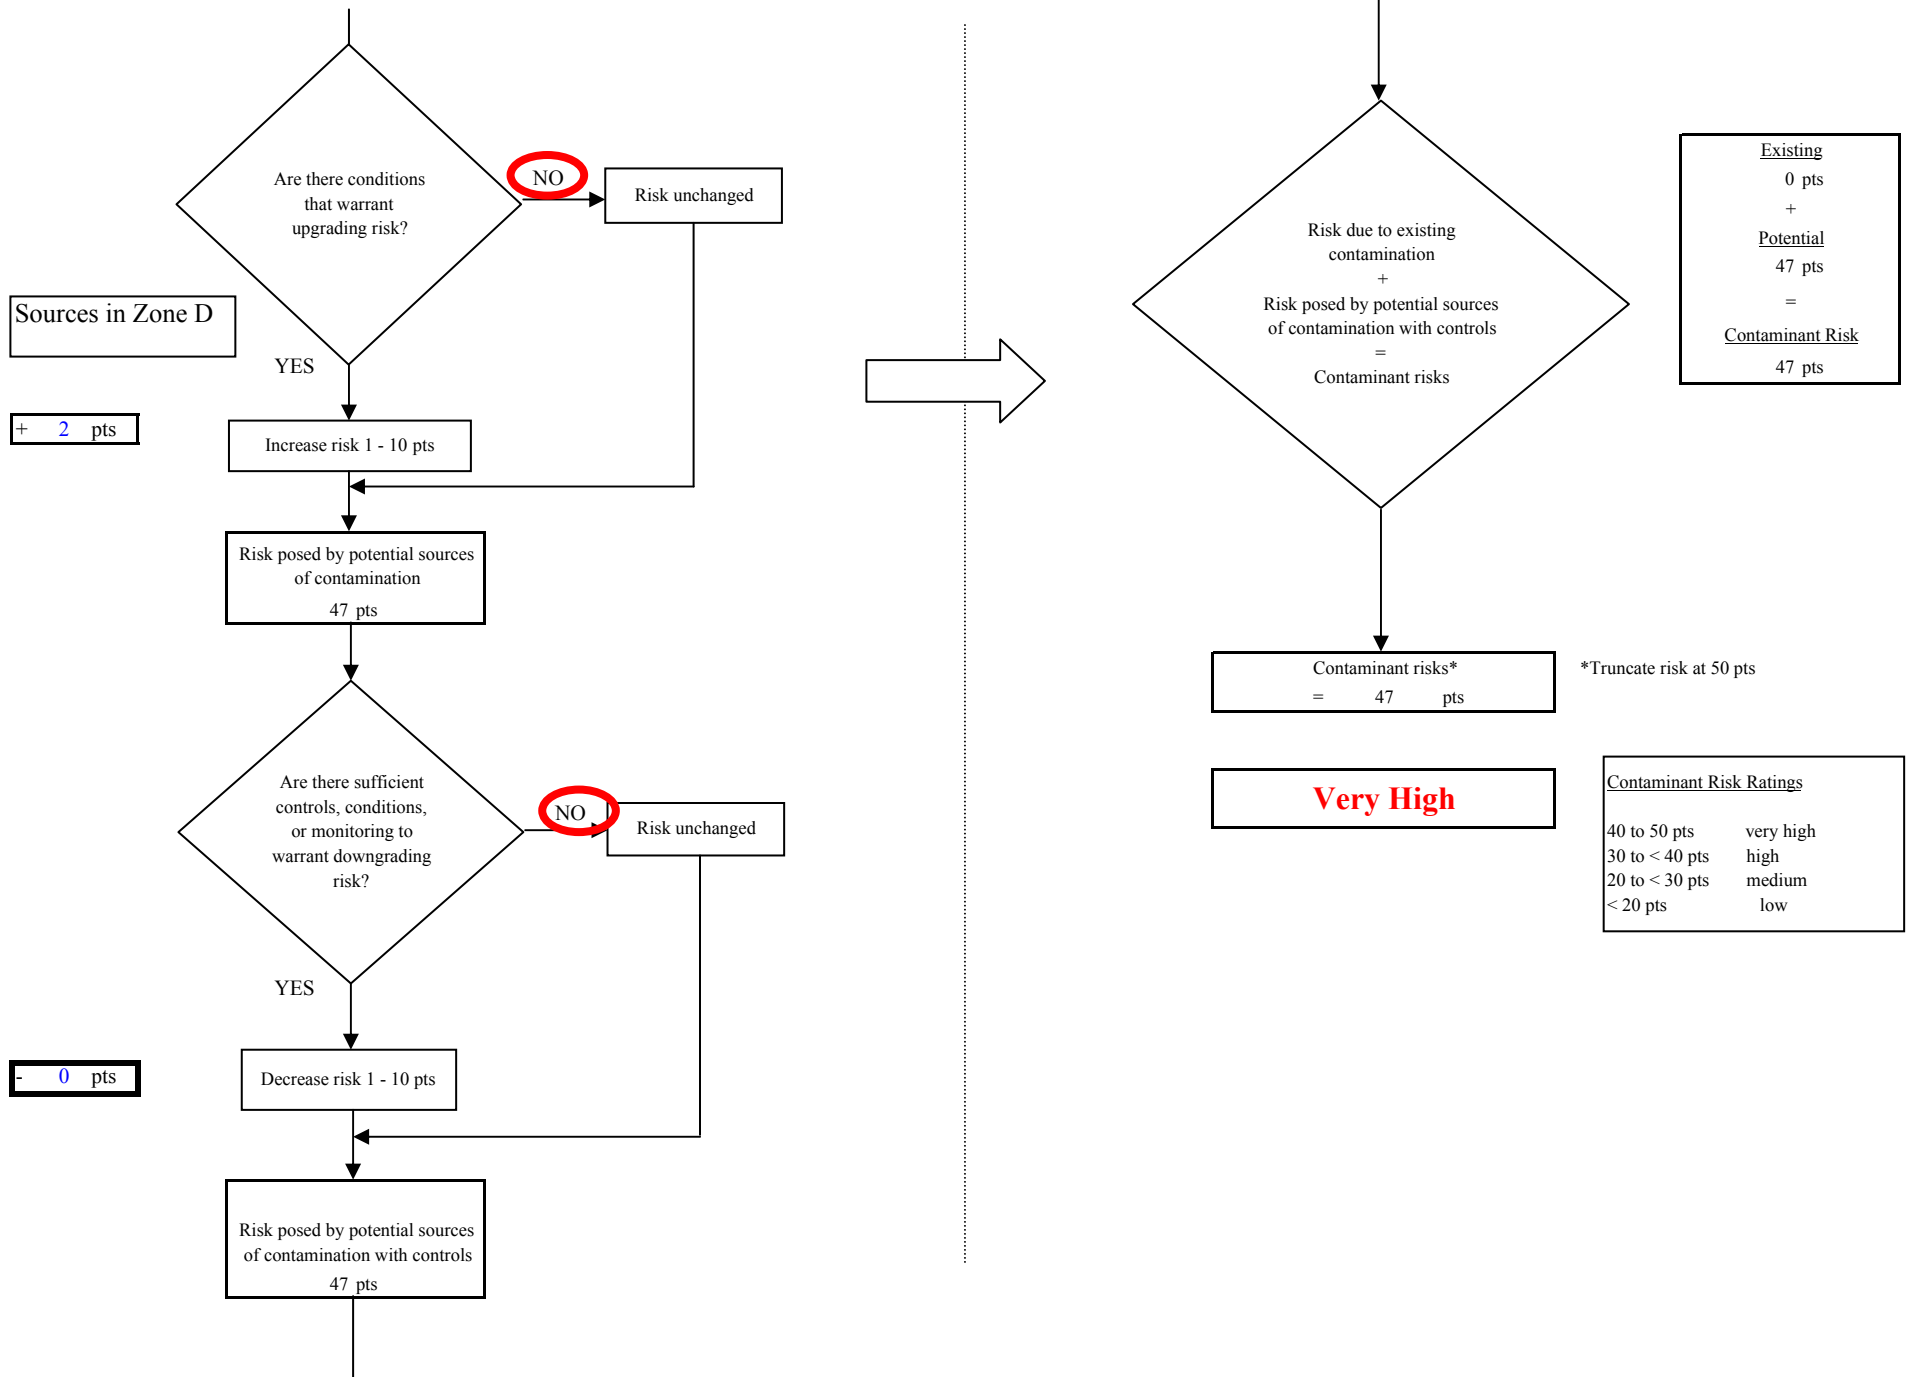 Are there conditions
that warrant
upgrading risk?
NO
Risk unchanged
Sources in Zone D
YES
+ 2 pts
Increase risk 1 - 10 pts
Risk posed by potential sources
of contamination
47 pts
Are there sufficient
controls, conditions,
or monitoring to
warrant downgrading
risk?
NO
Risk unchanged
YES
- 0 pts
Decrease risk 1 - 10 pts
Risk posed by potential sources
of contamination with controls
47 pts
Risk due to existing
contamination
+
Risk posed by potential sources
of contamination with controls
=
Contaminant risks
Existing
0 pts
+
Potential
47 pts
=
Contaminant Risk
47 pts
Contaminant risks*
= 47 pts
*Truncate risk at 50 pts
Very High
Contaminant Risk Ratings
40 to 50 pts very high
30 to < 40 pts high
20 to < 30 pts medium
< 20 pts low